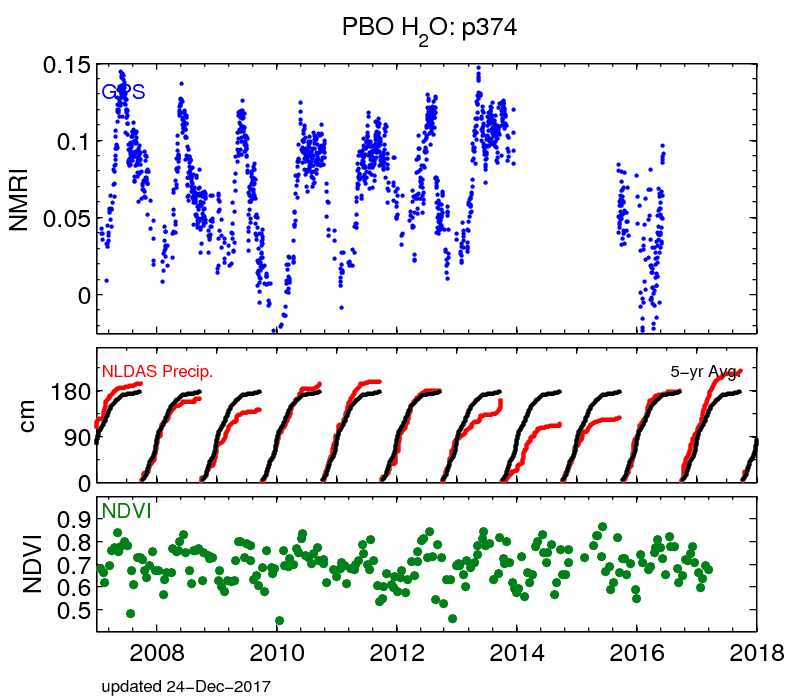 PBO H2O: p374
0.15
GPS
0.1
NMRI
0.05
0
NLDAS Precip.
5-yr Avg.
180
cm
90
0
NDVI
0.9
0.8
NDVI
0.7
0.6
0.5
2008 2010 2012 2014 2016 2018
updated 24-Dec-2017